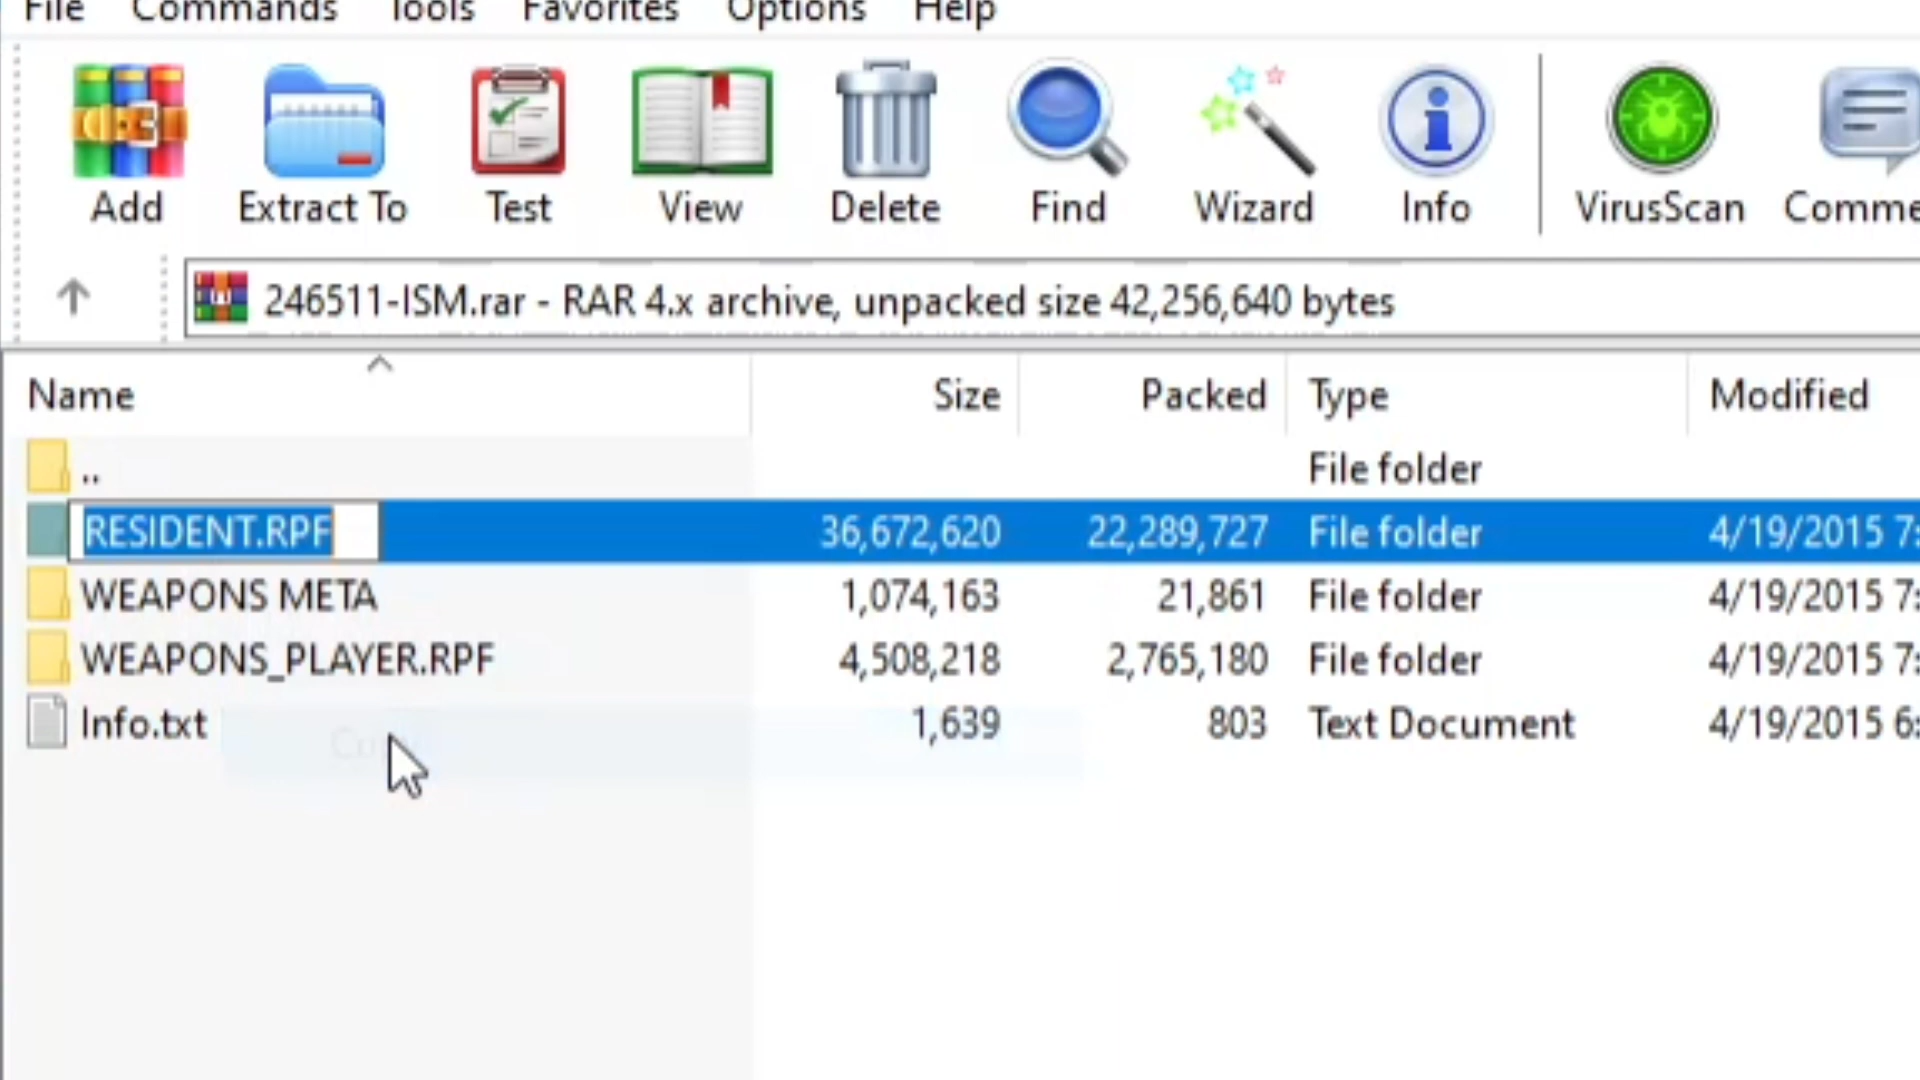 File Commands Tools Favorites Options Help
Add Extract To Test View Delete Find Wizard Info VirusScan
246511-ISM.rar - RAR 4.x archive, unpacked size 42,256,640 bytes
Name Size Packed Type Modified
.. File folder
RESIDENT.RPF 36,672,620 22,289,727 File folder 4/19/2015 7:
WEAPONS META 1,074,163 21,861 File folder 4/19/2015 7:
WEAPONS_PLAYER.RPF 4,508,218 2,765,180 File folder 4/19/2015 7:
Info.txt 1,639 803 Text Document 4/19/2015 6: